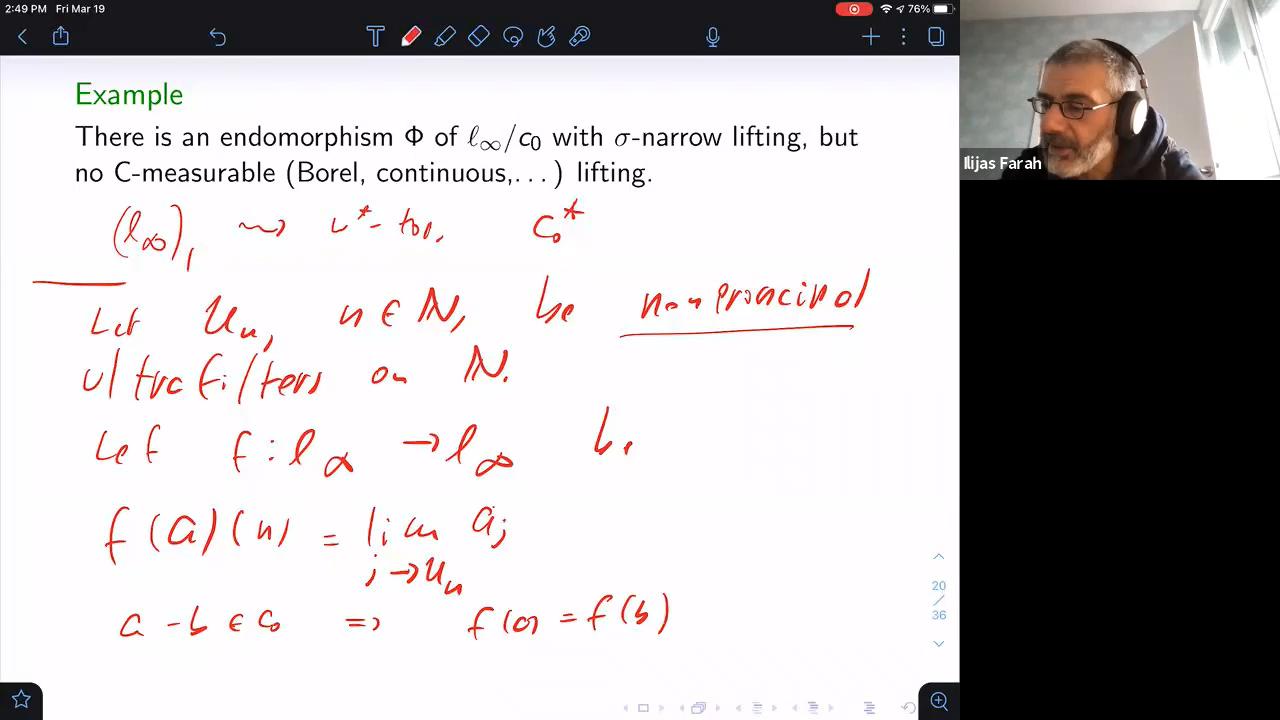 2:49 PM Fri Mar 19
76%
Example
There is an endomorphism Φ of ℓ∞/c₀ with σ-narrow lifting, but
no C-measurable (Borel, continuous,...) lifting.
(ℓ∞)₁ ⇝ w*-top, c₀*
Let 𝒰ₙ, n ∈ ℕ, be nonprincipal
ultrafilters on ℕ.
Let f : ℓ∞ → ℓ∞ be
f(a)(n) = lim aⱼ
j → 𝒰ₙ
a - b ∈ c₀ ⇒ f(a) = f(b)
20
/
36
Ilijas Farah